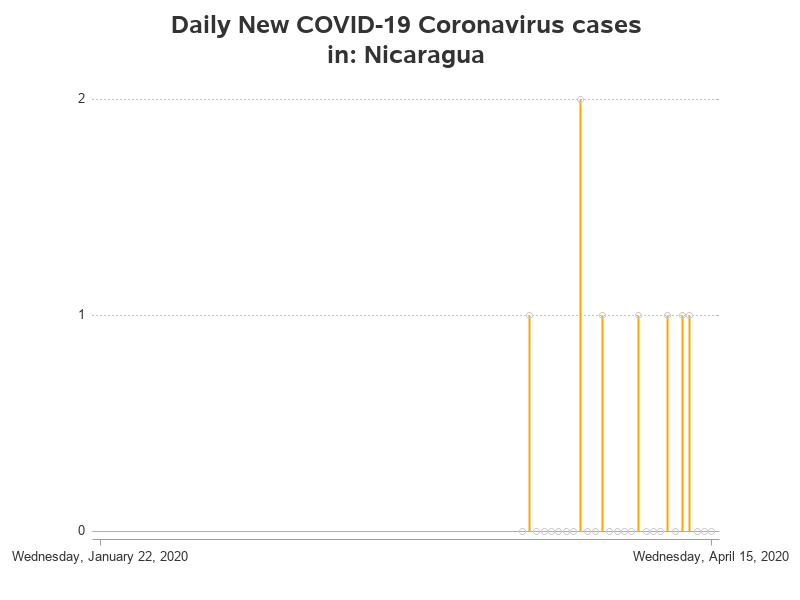 Daily New COVID-19 Coronavirus cases
in: Nicaragua
2
1
0
Wednesday, January 22, 2020
Wednesday, April 15, 2020